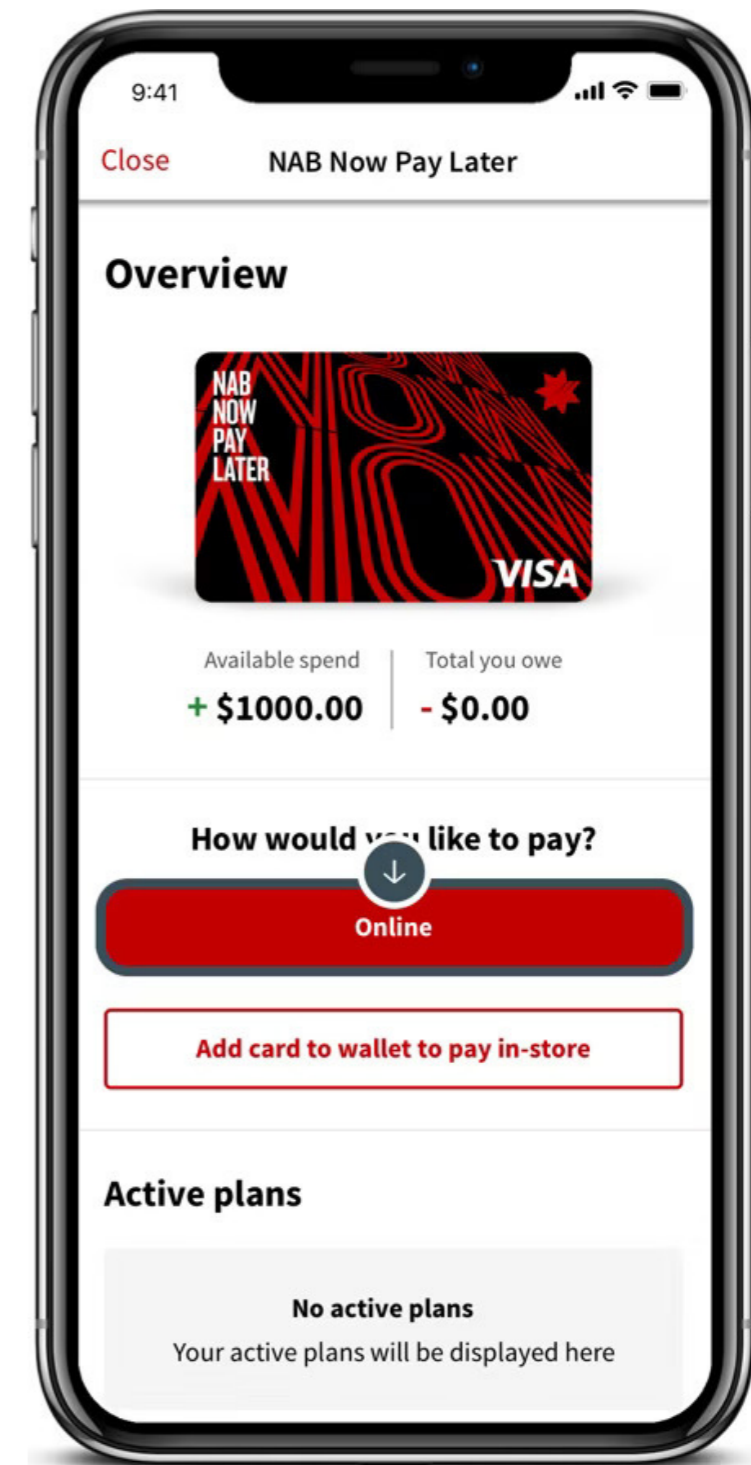 9:41
Close
NAB Now Pay Later
Overview
NAB
NOW
PAY
LATER
VISA
Available spend
Total you owe
+ $1000.00
- $0.00
How would you like to pay?
Online
Add card to wallet to pay in-store
Active plans
No active plans
Your active plans will be displayed here